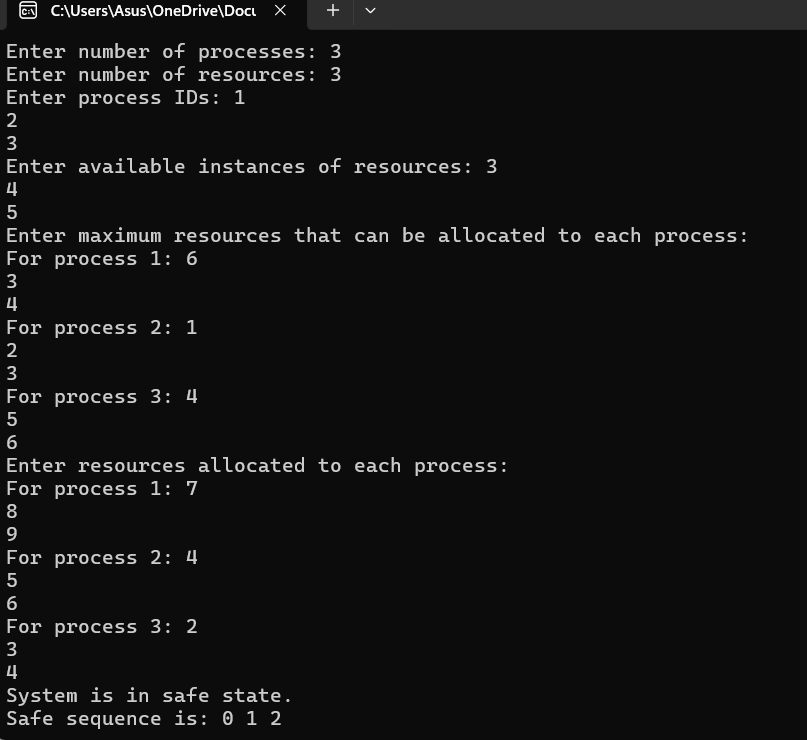 C:\Users\Asus\OneDrive\Docu
Enter number of processes: 3
Enter number of resources: 3
Enter process IDs: 1
2
3
Enter available instances of resources: 3
4
5
Enter maximum resources that can be allocated to each process:
For process 1: 6
3
4
For process 2: 1
2
3
For process 3: 4
5
6
Enter resources allocated to each process:
For process 1: 7
8
9
For process 2: 4
5
6
For process 3: 2
3
4
System is in safe state.
Safe sequence is: 0 1 2